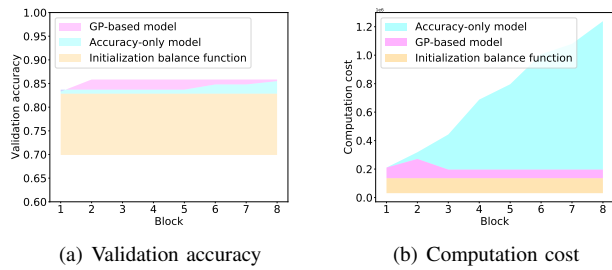 1.00
0.95
0.90
0.85
0.80
0.75
0.70
0.65
0.60
Validation accuracy
GP-based model
Accuracy-only model
Initialization balance function
1 2 3 4 5 6 7 8
Block
(a) Validation accuracy
1e6
1.2
1.0
0.8
0.6
0.4
0.2
0.0
Computation
cost
Accuracy-only model
GP-based model
Initialization balance function
1 2 3 4 5 6 7 8
Block
(b) Computation cost